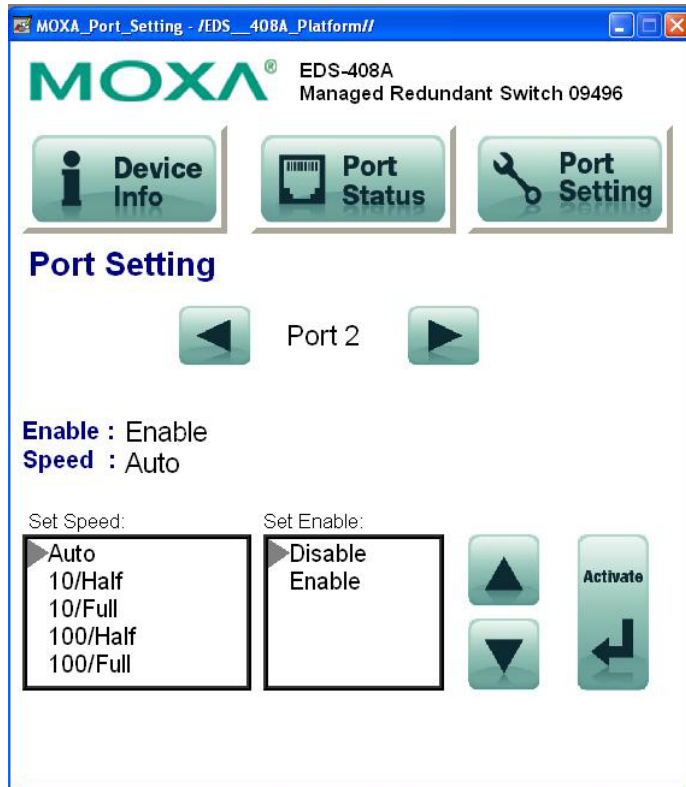 MOXA_Port_Setting - /EDS__408A_Platform//
MOXA®
EDS-408A
Managed Redundant Switch 09496
Device
Info
Port
Status
Port
Setting
Port Setting
Port 2
Enable : Enable
Speed : Auto
Set Speed:
Auto
10/Half
10/Full
100/Half
100/Full
Set Enable:
Disable
Enable
Activate